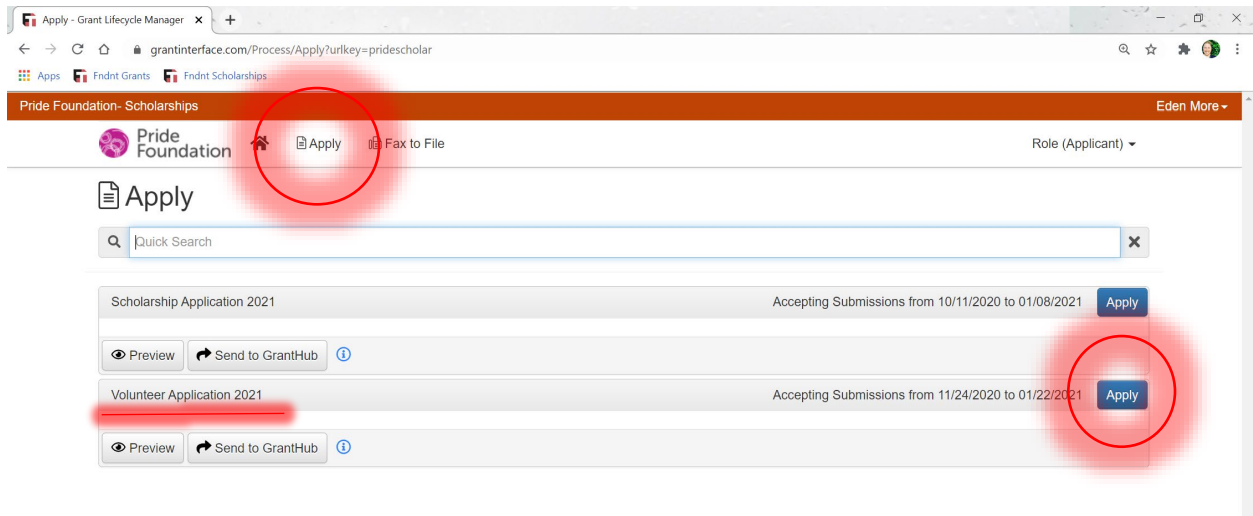 Apply - Grant Lifecycle Manager
grantinterface.com/Process/Apply?urlkey=pridescholar
Apps Fndnt Grants Fndnt Scholarships
Pride Foundation- Scholarships Eden More
Pride Foundation Apply Fax to File Role (Applicant)
Apply
Quick Search
Scholarship Application 2021 Accepting Submissions from 10/11/2020 to 01/08/2021 Apply
Preview Send to GrantHub
Volunteer Application 2021 Accepting Submissions from 11/24/2020 to 01/22/2021 Apply
Preview Send to GrantHub